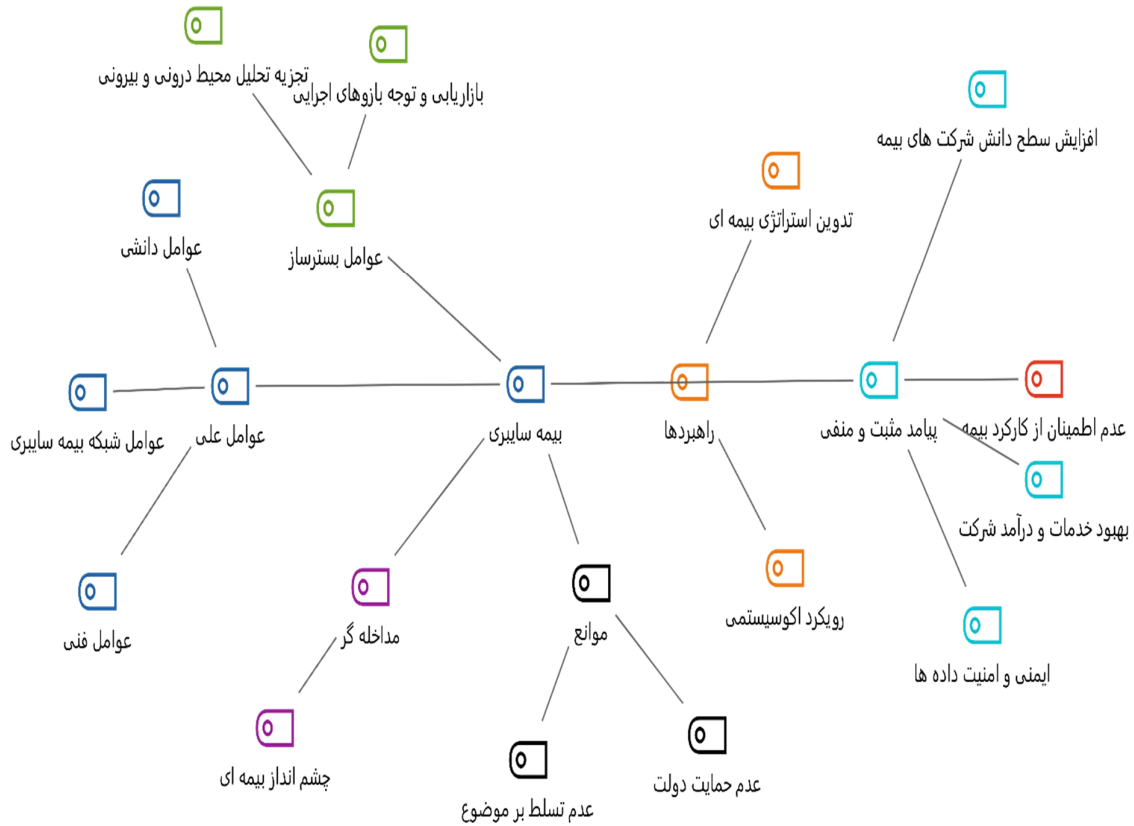 تجزیه تحلیل محیط درونی و بیرونی
بازاریابی و توجه بازوهای اجرایی
افزایش سطح دانش شرکت های بیمه
تدوین استراتژی بیمه ای
عوامل دانشی
عوامل بسترساز
عدم اطمینان از کارکرد بیمه
پیامد مثبت و منفی
راهبردها
بیمه سایبری
عوامل علی
عوامل شبکه بیمه سایبری
بهبود خدمات و درآمد شرکت
رویکرد اکوسیستمی
موانع
مداخله گر
عوامل فنی
ایمنی و امنیت داده ها
چشم انداز بیمه ای
عدم حمایت دولت
عدم تسلط بر موضوع